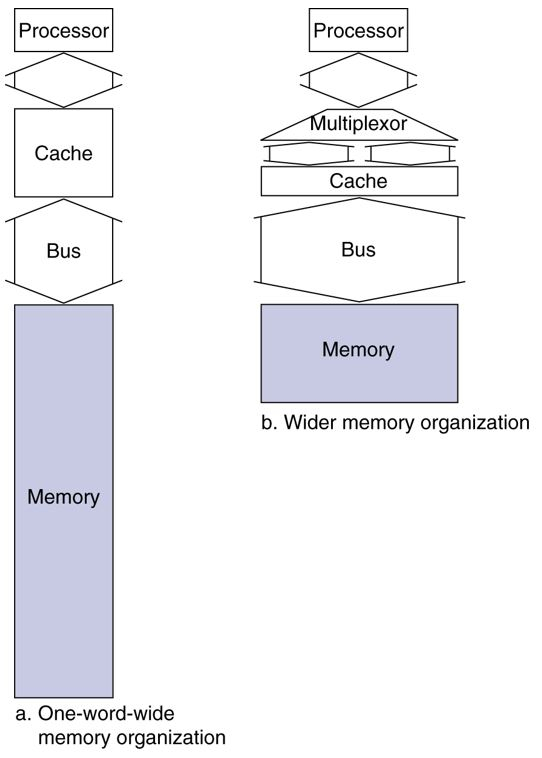 Processor
Cache
Bus
Memory
a. One-word-wide
memory organization
Processor
Multiplexor
Cache
Bus
Memory
b. Wider memory organization